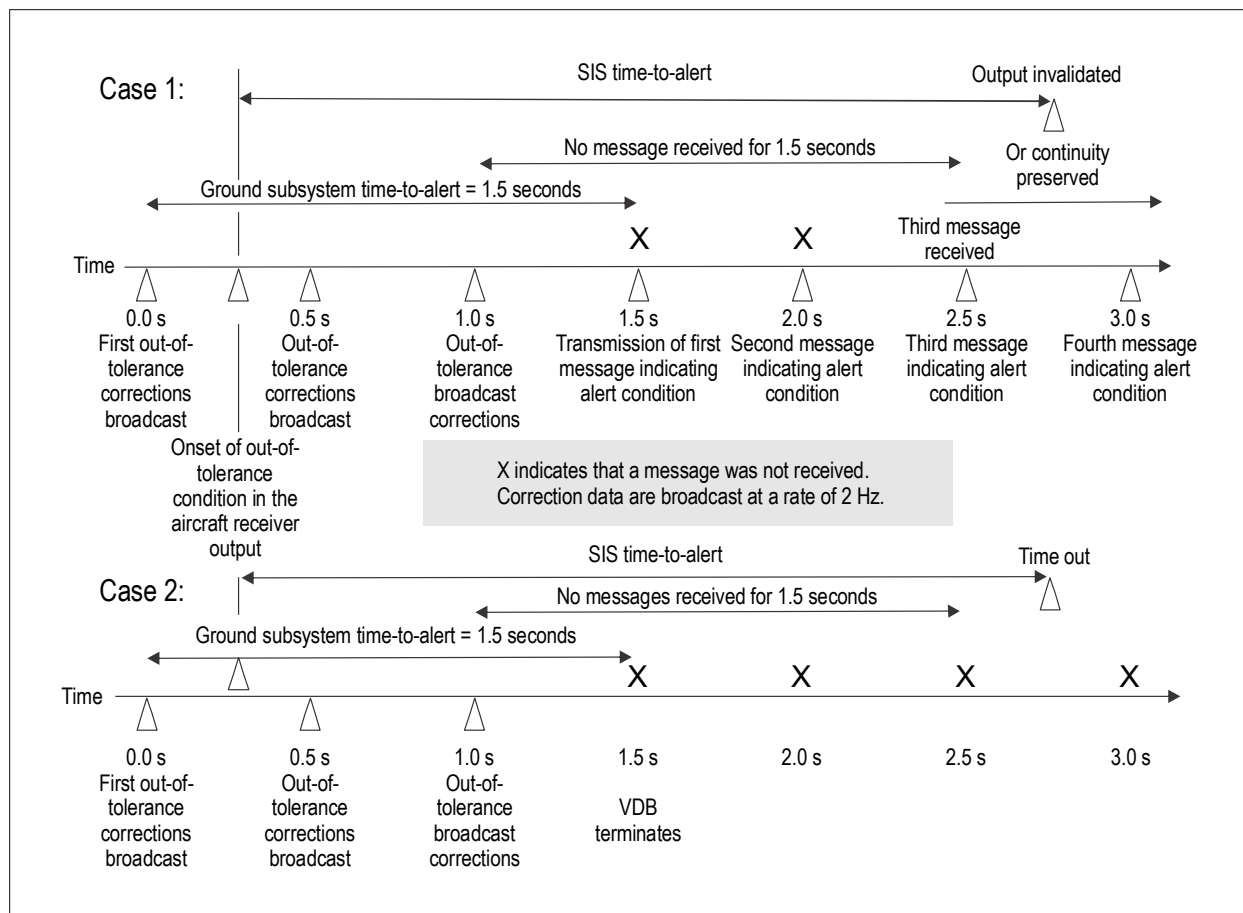 Case 1:
SIS time-to-alert
Output invalidated
No message received for 1.5 seconds
Or continuity
preserved
Ground subsystem time-to-alert = 1.5 seconds
X
X
Third message
received
Time
0.0 s
First out-of-
tolerance
corrections
broadcast
0.5 s
Out-of-
tolerance
corrections
broadcast
1.0 s
Out-of-
tolerance
broadcast
corrections
1.5 s
Transmission of first
message indicating
alert condition
2.0 s
Second message
indicating alert
condition
2.5 s
Third message
indicating alert
condition
3.0 s
Fourth message
indicating alert
condition
Onset of out-of-
tolerance
condition in the
aircraft receiver
output
X indicates that a message was not received.
Correction data are broadcast at a rate of 2 Hz.
Case 2:
SIS time-to-alert
Time out
No messages received for 1.5 seconds
Ground subsystem time-to-alert = 1.5 seconds
X
X
X
X
Time
0.0 s
First out-of-
tolerance
corrections
broadcast
0.5 s
Out-of-
tolerance
corrections
broadcast
1.0 s
Out-of-
tolerance
broadcast
corrections
1.5 s
VDB
terminates
2.0 s
2.5 s
3.0 s